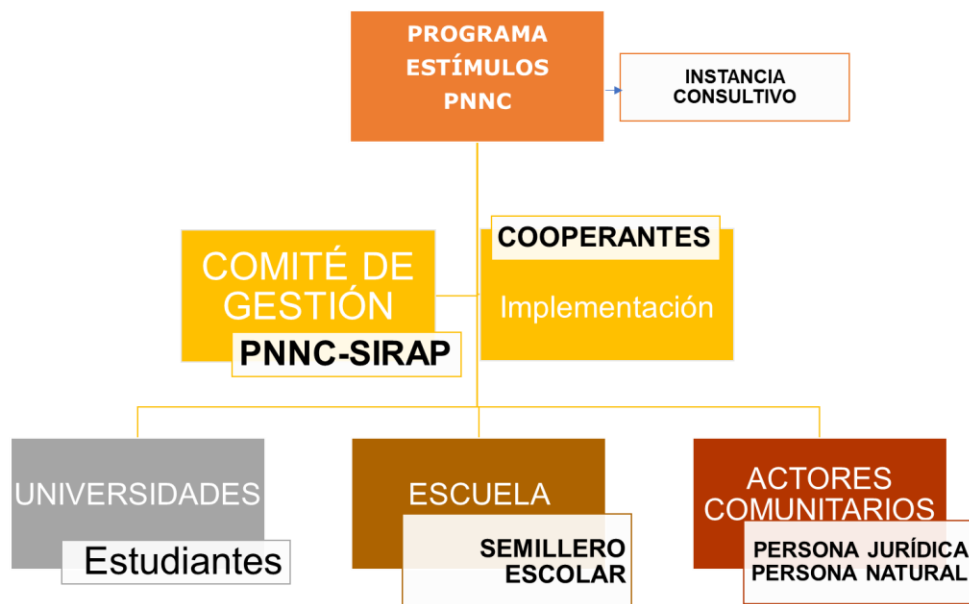 PROGRAMA
ESTÍMULOS
PNNC
INSTANCIA
CONSULTIVO
COMITÉ DE
GESTIÓN
PNNC-SIRAP
COOPERANTES
Implementación
UNIVERSIDADES
Estudiantes
ESCUELA
SEMILLERO
ESCOLAR
ACTORES
COMUNITARIOS
PERSONA JURÍDICA
PERSONA NATURAL